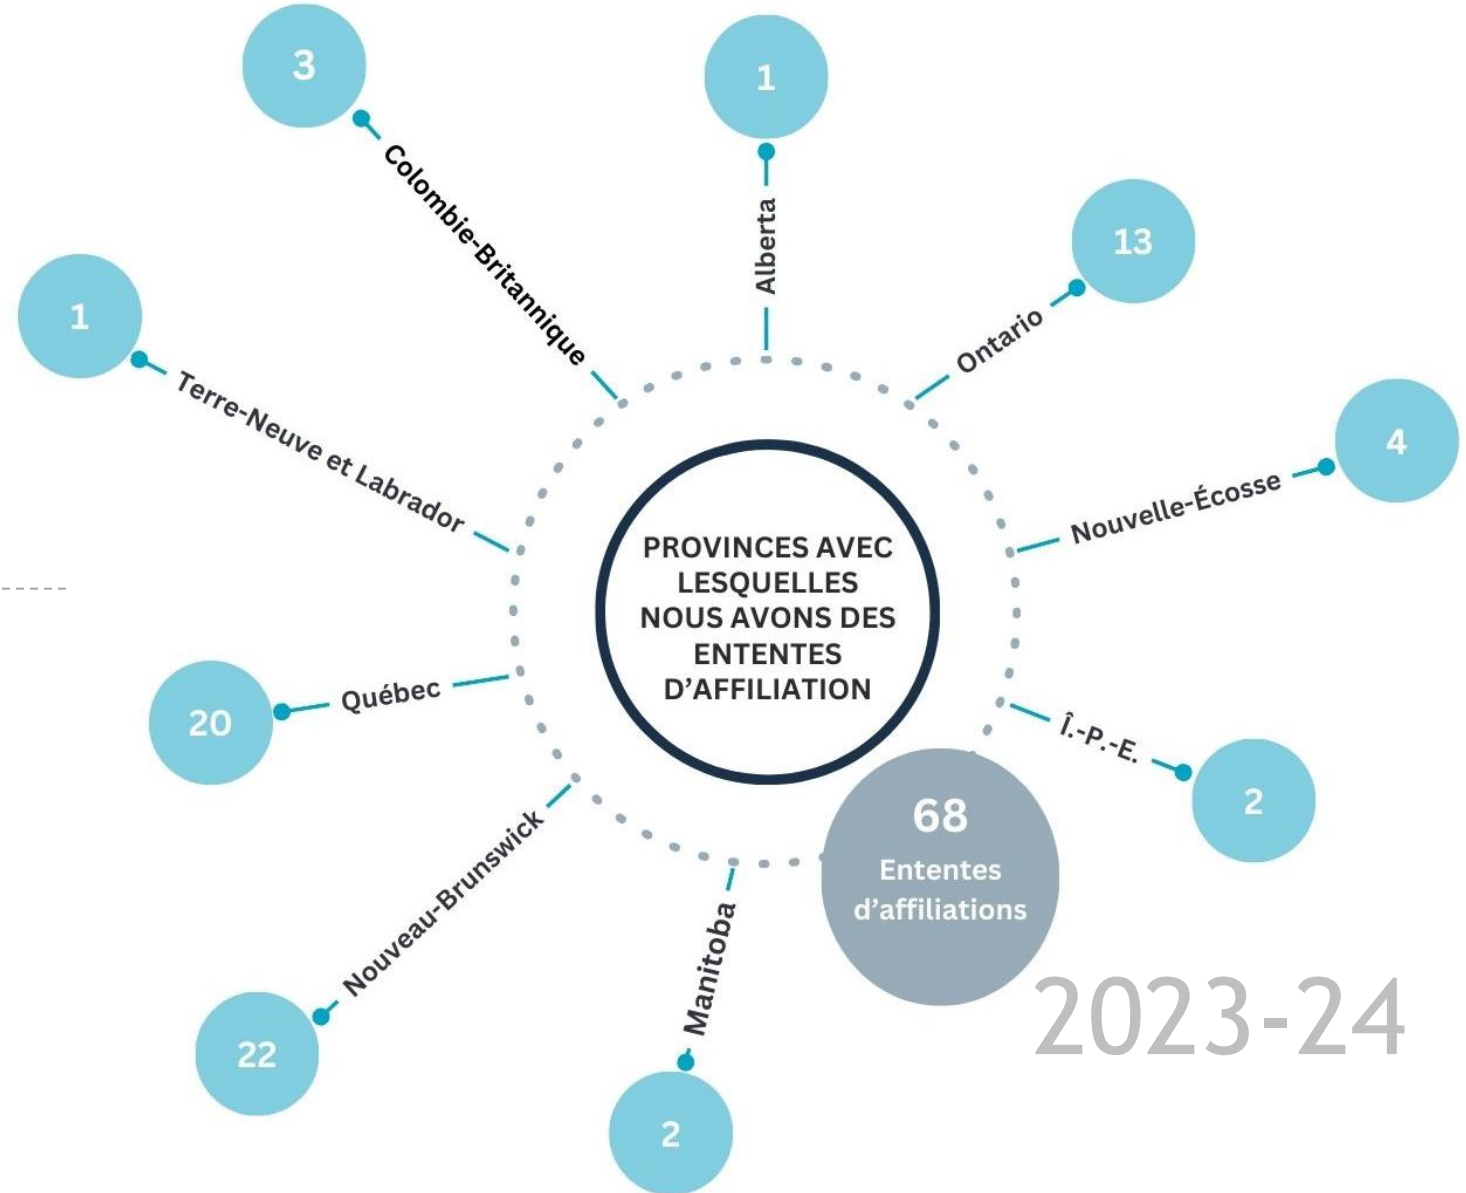 3
Colombie-Britannique
1
Alberta
13
Ontario
4
Nouvelle-Écosse
1
Terre-Neuve et Labrador
PROVINCES AVEC
LESQUELLES
NOUS AVONS DES
ENTENTES
D’AFFILIATION
20
Québec
Î.-P.-E.
2
68
Ententes
d’affiliations
Nouveau-Brunswick
22
Manitoba
2
2023-24